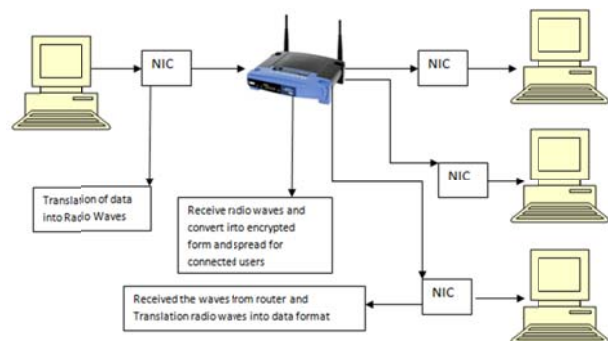 NIC
NIC
NIC
Translation of data
into Radio Waves
Receive radio waves and
convert into encrypted
form and spread for
connected users
Received the waves from router and
Translation radio waves into data format
NIC